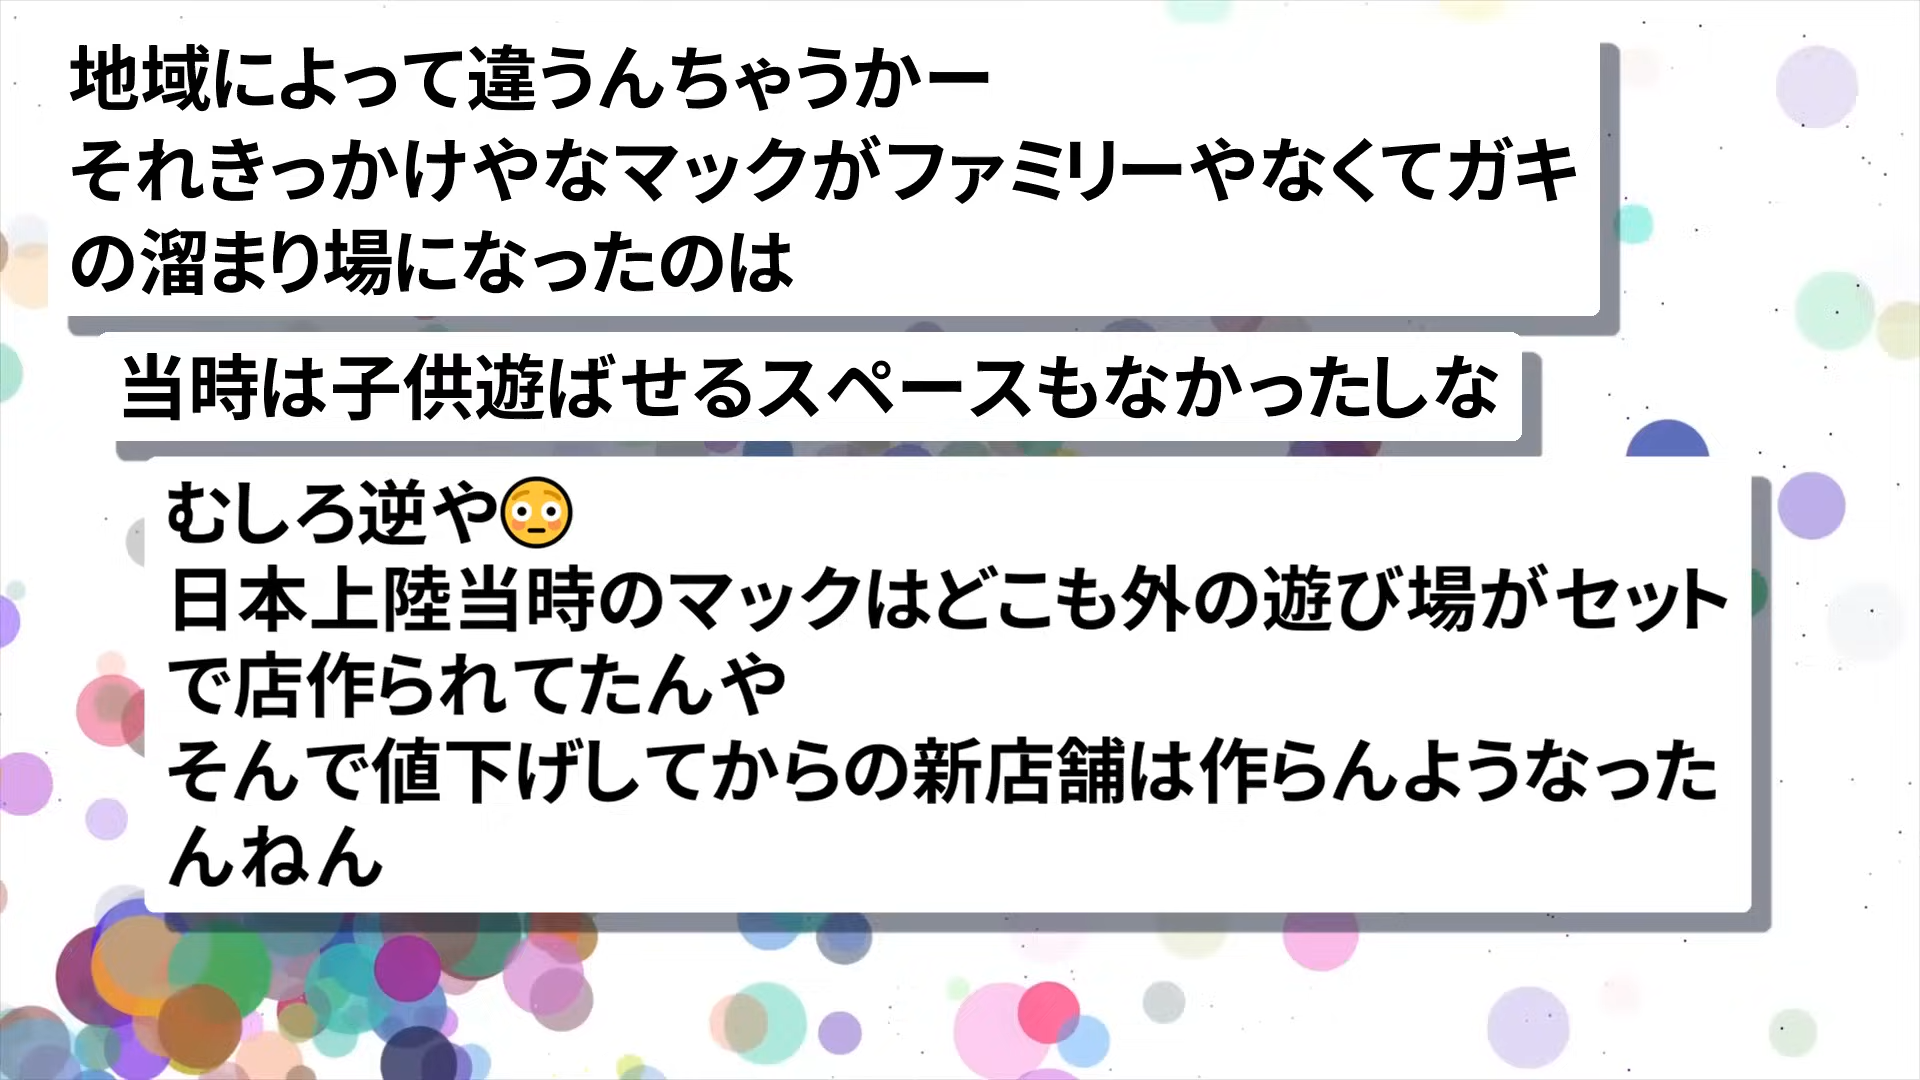 地域によって違うんちゃうかー
それきっかけやなマックがファミリーやなくてガキ
の溜まり場になったのは
当時は子供遊ばせるスペースもなかったしな
むしろ逆や😳
日本上陸当時のマックはどこも外の遊び場がセット
で店作られてたんや
そんで値下げしてからの新店舗は作らんようなった
んねん